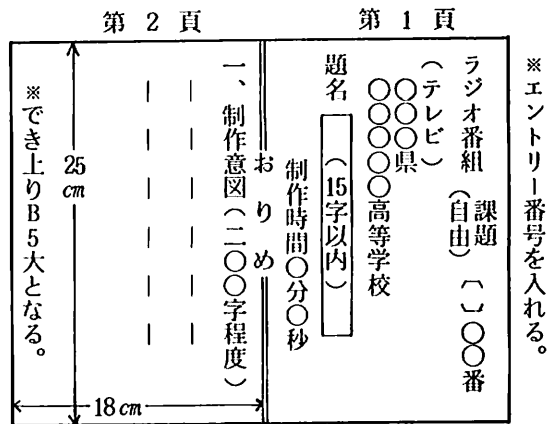 第1頁
第2頁
※エントリー番号を入れる。
ラジオ番組 課題 〔 〕〇〇番
(テレビ) (自由)
〇〇〇県
〇〇〇〇〇高等学校
題名 (15字以内)
制作時間〇分〇秒
おりめ
一、制作意図(二〇〇字程度)
25cm
18cm
※でき上りB5大となる。